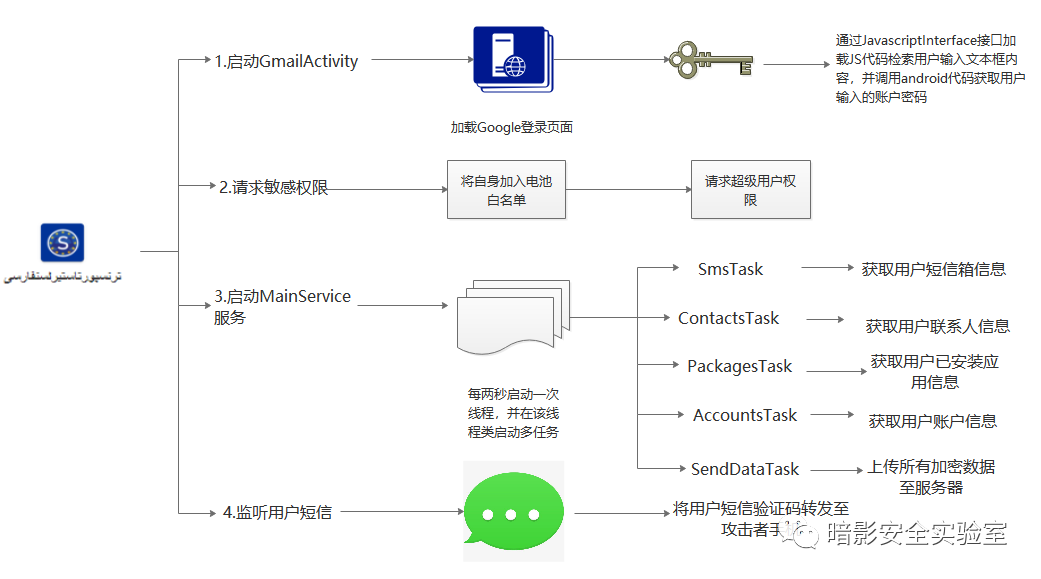 1.启动GmailActivity
加载Google登录页面
通过JavascriptInterface接口加
载JS代码检索用户输入文本框内
容，并调用android代码获取用户
输入的账户密码
2.请求敏感权限
将自身加入电池
白名单
请求超级用户权
限
S
ترنسپورتاستیرلستفارسی
3.启动MainService
服务
每两秒启动一次
线程，并在该线
程类启动多任务
SmsTask
获取用户短信箱信息
ContactsTask
获取用户联系人信息
PackagesTask
获取用户已安装应
用信息
AccountsTask
获取用户账户信息
SendDataTask
上传所有加密数据
至服务器
4.监听用户短信
将用户短信验证码转发至
攻击者手
暗影安全实验室